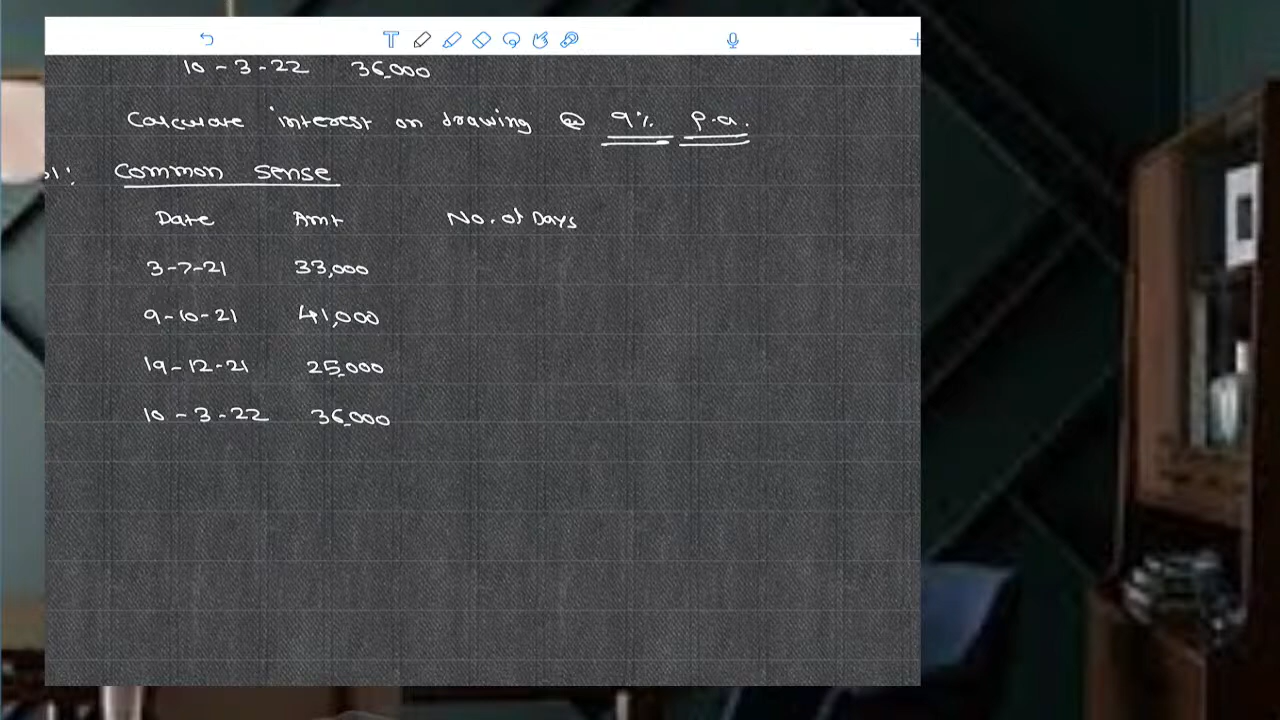 10 - 3 - 22 36,000
Calculate interest on drawing @ 9% p.a.
Common sense
Date Amt No. of Days
3-7-21 33,000
9-10-21 41,000
19-12-21 25,000
10 - 3 - 22 36,000